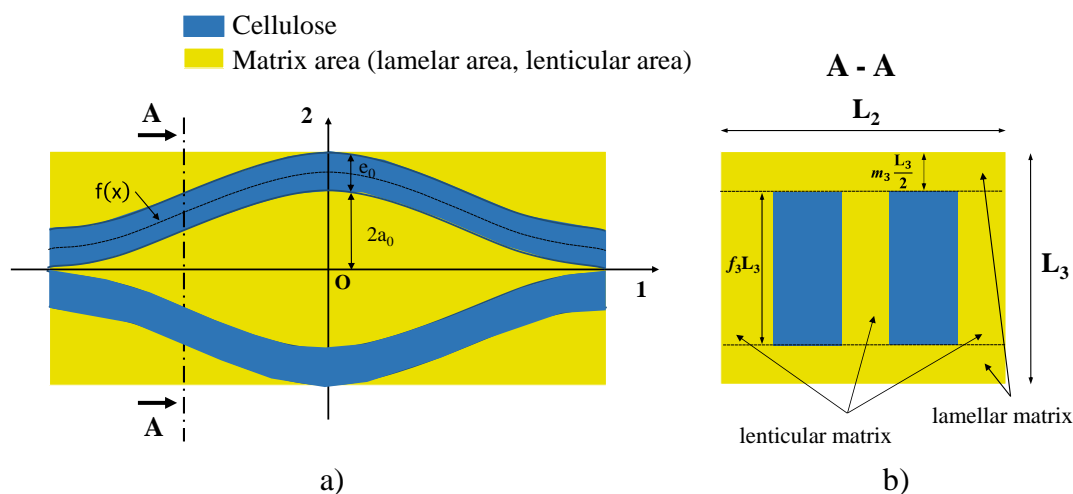 Cellulose
Matrix area (lamelar area, lenticular area)
A
2
e₀
f(x)
2a₀
O
1
A
a)
A - A
L₂
m₃ L₃/2
f₃L₃
L₃
lamellar matrix
lenticular matrix
b)